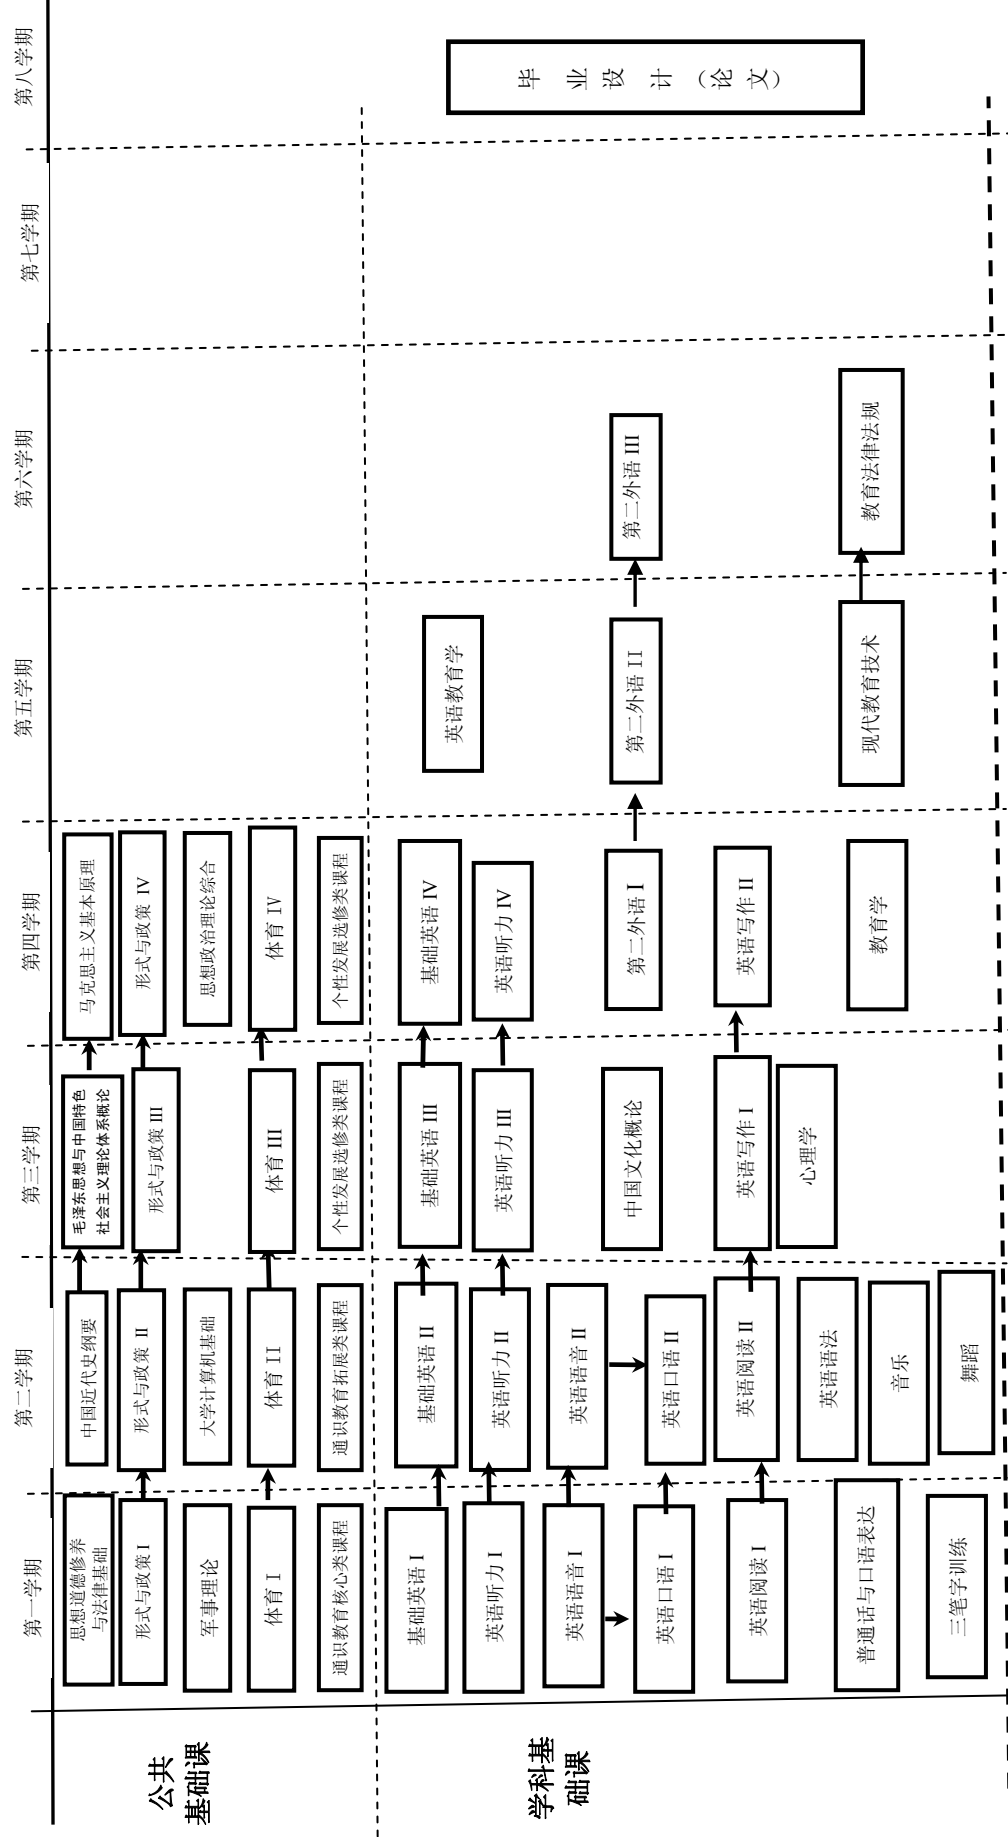 第一学期
第二学期
第三学期
第四学期
第五学期
第六学期
第七学期
第八学期
公共
基础课
思想道德修养
与法律基础
中国近代史纲要
毛泽东思想与中国特色
社会主义理论体系概论
马克思主义基本原理
形式与政策 I
形式与政策 II
形式与政策 III
形式与政策 IV
军事理论
大学计算机基础
思想政治理论综合
体育 I
体育 II
体育 III
体育 IV
通识教育核心类课程
通识教育拓展类课程
个性发展选修类课程
个性发展选修类课程
学科基
础课
基础英语 I
基础英语 II
基础英语 III
基础英语 IV
英语教育学
毕 业 设 计 （论 文）
英语听力 I
英语听力 II
英语听力 III
英语听力 IV
英语语音 I
英语语音 II
中国文化概论
第二外语 I
第二外语 II
第二外语 III
英语口语 I
英语口语 II
英语阅读 I
英语阅读 II
英语写作 I
英语写作 II
心理学
英语语法
普通话与口语表达
音乐
教育学
现代教育技术
教育法律法规
三笔字训练
舞蹈